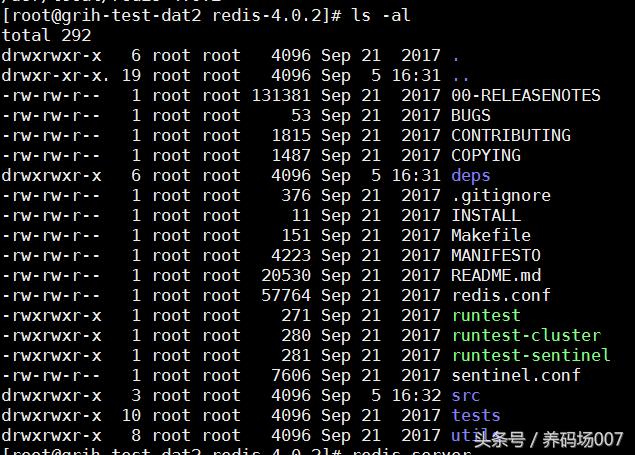 [root@grih-test-dat2 redis-4.0.2]# ls -al
total 292
drwxrwxr-x   6 root root   4096 Sep 21  2017 .
drwxr-xr-x. 19 root root   4096 Sep  5 16:31 ..
-rw-rw-r--   1 root root 131381 Sep 21  2017 00-RELEASENOTES
-rw-rw-r--   1 root root     53 Sep 21  2017 BUGS
-rw-rw-r--   1 root root   1815 Sep 21  2017 CONTRIBUTING
-rw-rw-r--   1 root root   1487 Sep 21  2017 COPYING
drwxrwxr-x   6 root root   4096 Sep  5 16:31 deps
-rw-rw-r--   1 root root    376 Sep 21  2017 .gitignore
-rw-rw-r--   1 root root     11 Sep 21  2017 INSTALL
-rw-rw-r--   1 root root    151 Sep 21  2017 Makefile
-rw-rw-r--   1 root root   4223 Sep 21  2017 MANIFESTO
-rw-rw-r--   1 root root  20530 Sep 21  2017 README.md
-rw-rw-r--   1 root root  57764 Sep 21  2017 redis.conf
-rwxrwxr-x   1 root root    271 Sep 21  2017 runtest
-rwxrwxr-x   1 root root    280 Sep 21  2017 runtest-cluster
-rwxrwxr-x   1 root root    281 Sep 21  2017 runtest-sentinel
-rw-rw-r--   1 root root   7606 Sep 21  2017 sentinel.conf
drwxrwxr-x   3 root root   4096 Sep  5 16:32 src
drwxrwxr-x  10 root root   4096 Sep 21  2017 tests
drwxrwxr-x   8 root root   4096 Sep 21  2017 utils
头条号 / 养码场007
[root@grih-test-dat2 redis-4.0.2]# redis-server